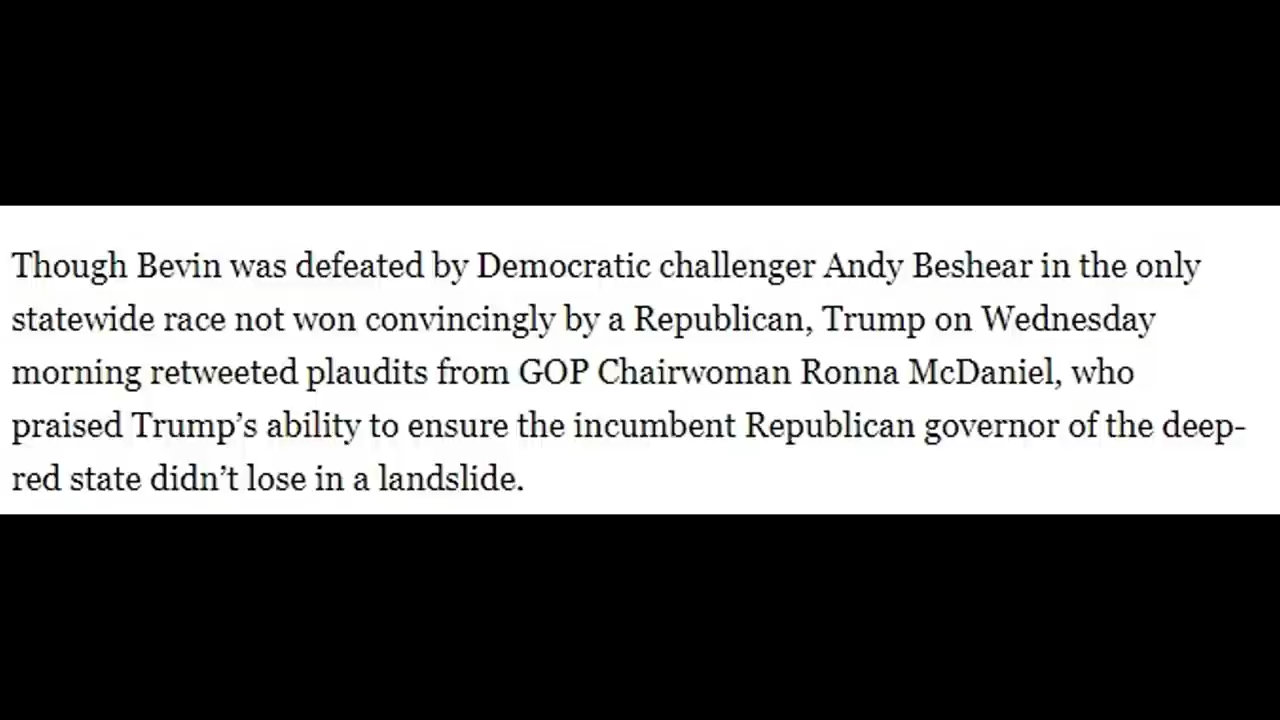 Though Bevin was defeated by Democratic challenger Andy Beshear in the only
statewide race not won convincingly by a Republican, Trump on Wednesday
morning retweeted plaudits from GOP Chairwoman Ronna McDaniel, who
praised Trump’s ability to ensure the incumbent Republican governor of the deep-
red state didn’t lose in a landslide.